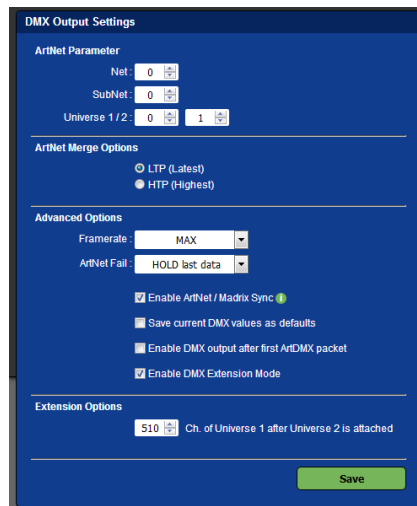 DMX Output Settings
ArtNet Parameter
Net : 0
SubNet : 0
Universe 1 / 2 : 0 1
ArtNet Merge Options
LTP (Latest)
HTP (Highest)
Advanced Options
Framerate : MAX
ArtNet Fail : HOLD last data
Enable ArtNet / Madrix Sync i
Save current DMX values as defaults
Enable DMX output after first ArtDMX packet
Enable DMX Extension Mode
Extension Options
510 Ch. of Universe 1 after Universe 2 is attached
Save